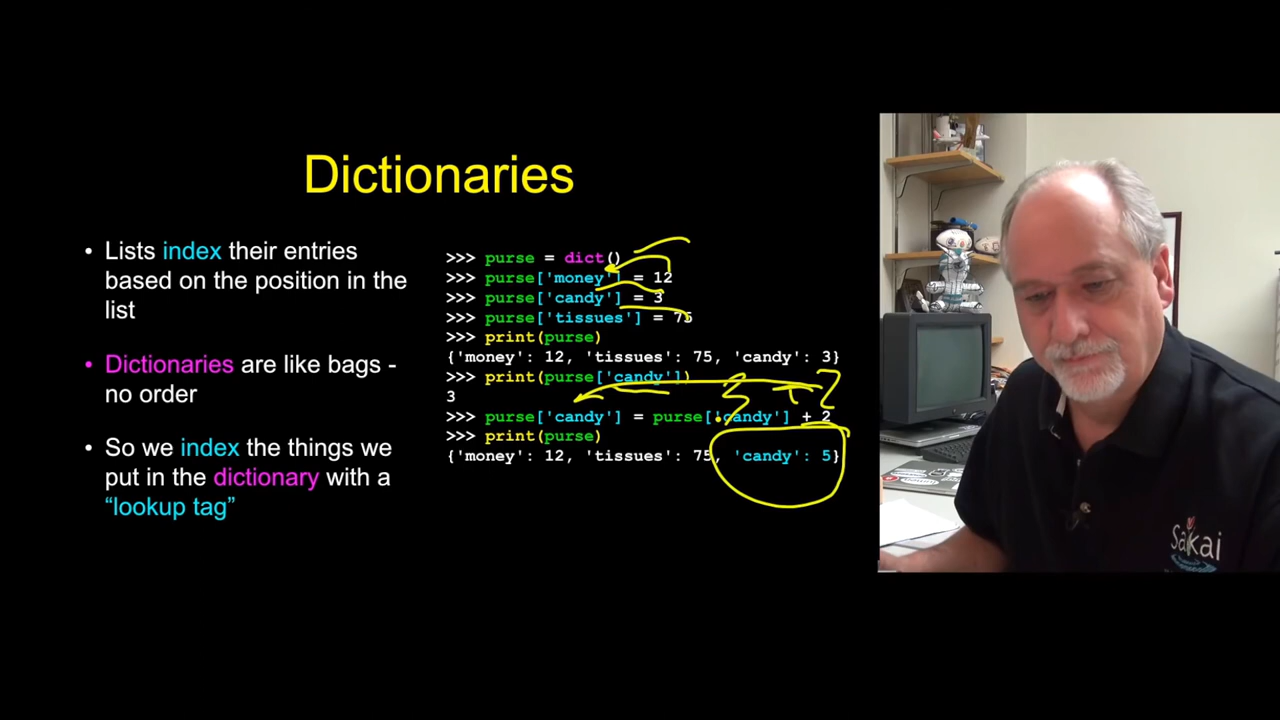 Dictionaries
• Lists index their entries
based on the position in the
list
• Dictionaries are like bags -
no order
• So we index the things we
put in the dictionary with a
“lookup tag”
>>> purse = dict()
>>> purse['money'] = 12
>>> purse['candy'] = 3
>>> purse['tissues'] = 75
>>> print(purse)
{'money': 12, 'tissues': 75, 'candy': 3}
>>> print(purse['candy'])
3
>>> purse['candy'] = purse['candy'] + 2
>>> print(purse)
{'money': 12, 'tissues': 75, 'candy': 5}
3 + 2
Sakai